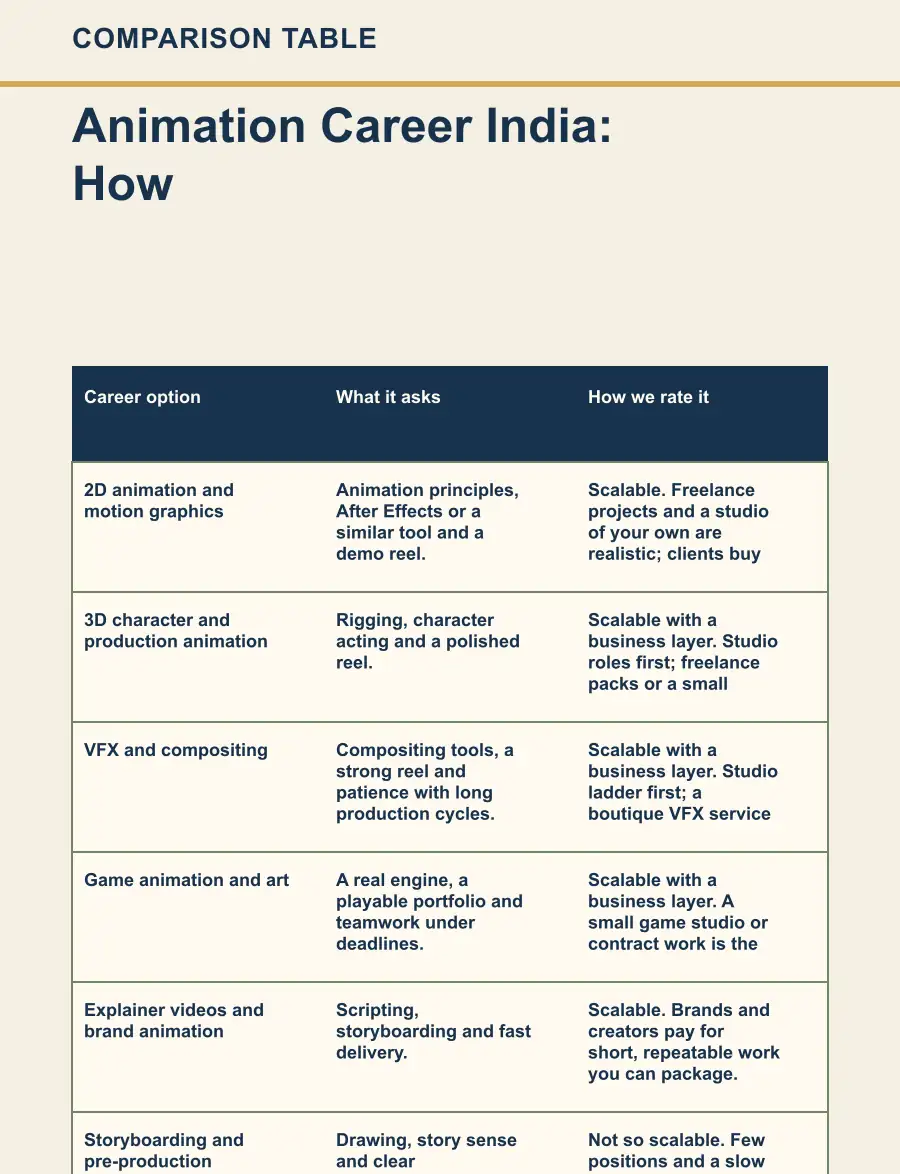 COMPARISON TABLE
Animation Career India:
How
Career option
What it asks
How we rate it
2D animation and
motion graphics
Animation principles,
After Effects or a
similar tool and a
demo reel.
Scalable. Freelance
projects and a studio
of your own are
realistic; clients buy
3D character and
production animation
Rigging, character
acting and a polished
reel.
Scalable with a
business layer. Studio
roles first; freelance
packs or a small
VFX and compositing
Compositing tools, a
strong reel and
patience with long
production cycles.
Scalable with a
business layer. Studio
ladder first; a
boutique VFX service
Game animation and art
A real engine, a
playable portfolio and
teamwork under
deadlines.
Scalable with a
business layer. A
small game studio or
contract work is the
Explainer videos and
brand animation
Scripting,
storyboarding and fast
delivery.
Scalable. Brands and
creators pay for
short, repeatable work
you can package.
Storyboarding and
pre-production
Drawing, story sense
and clear
Not so scalable. Few
positions and a slow